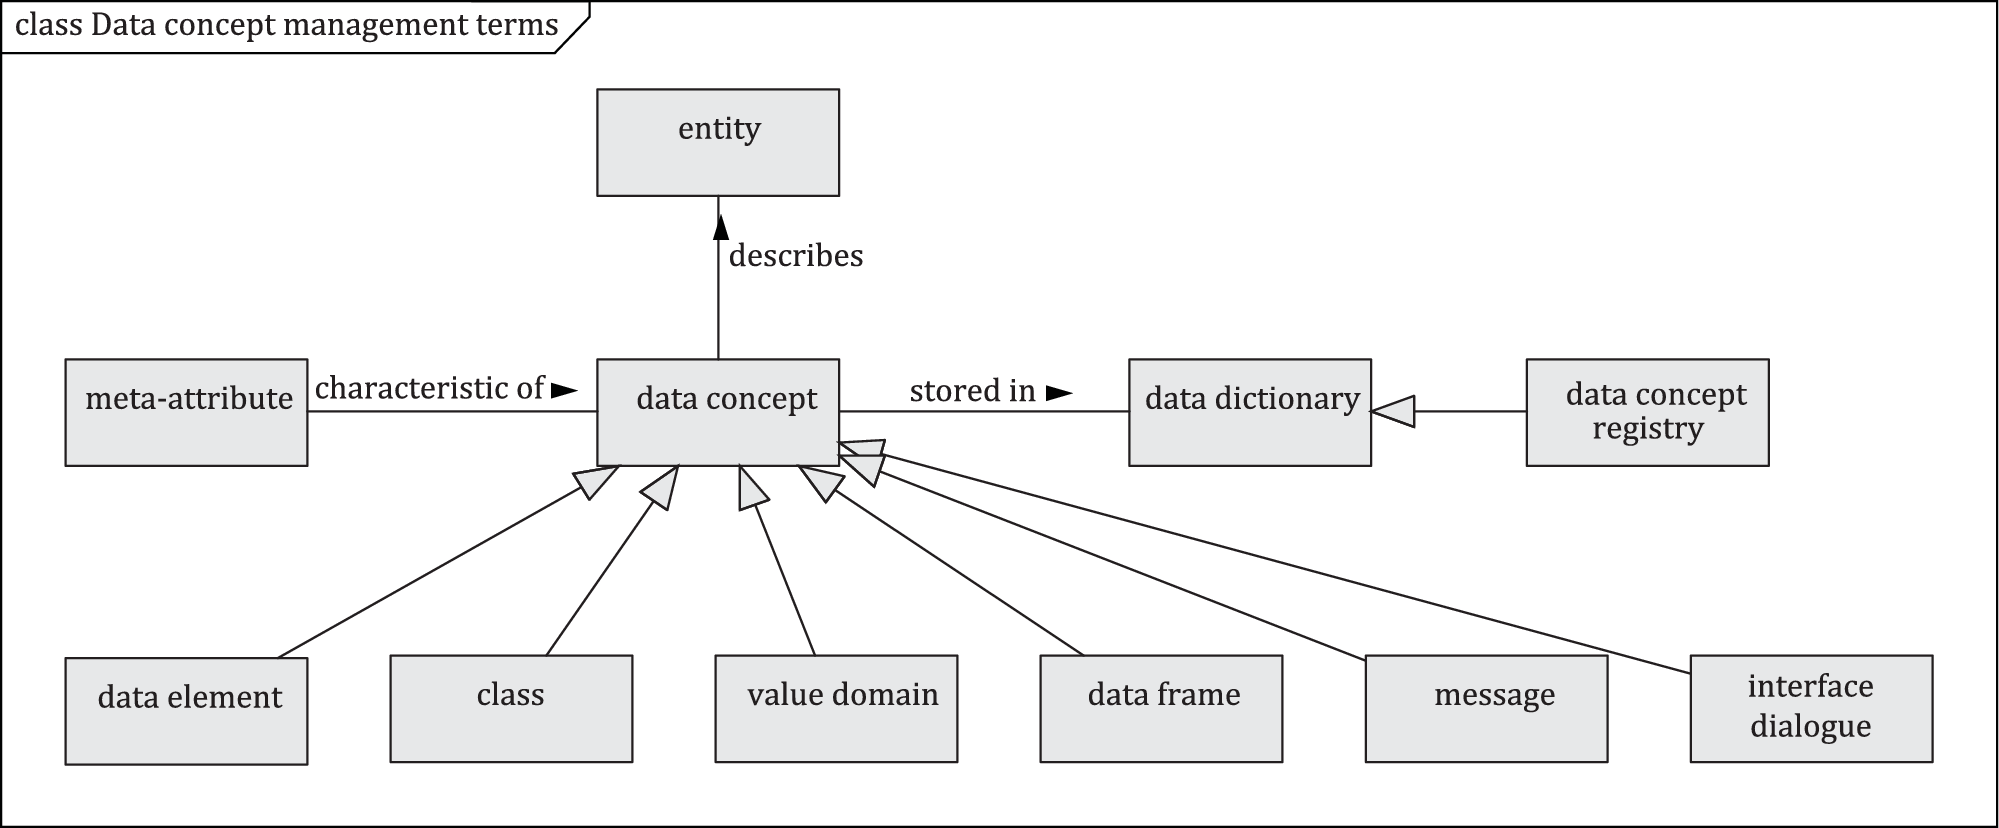 class Data concept management terms
entity
describes
meta-attribute
characteristic of
data concept
stored in
data dictionary
data concept
registry
data element
class
value domain
data frame
message
interface
dialogue